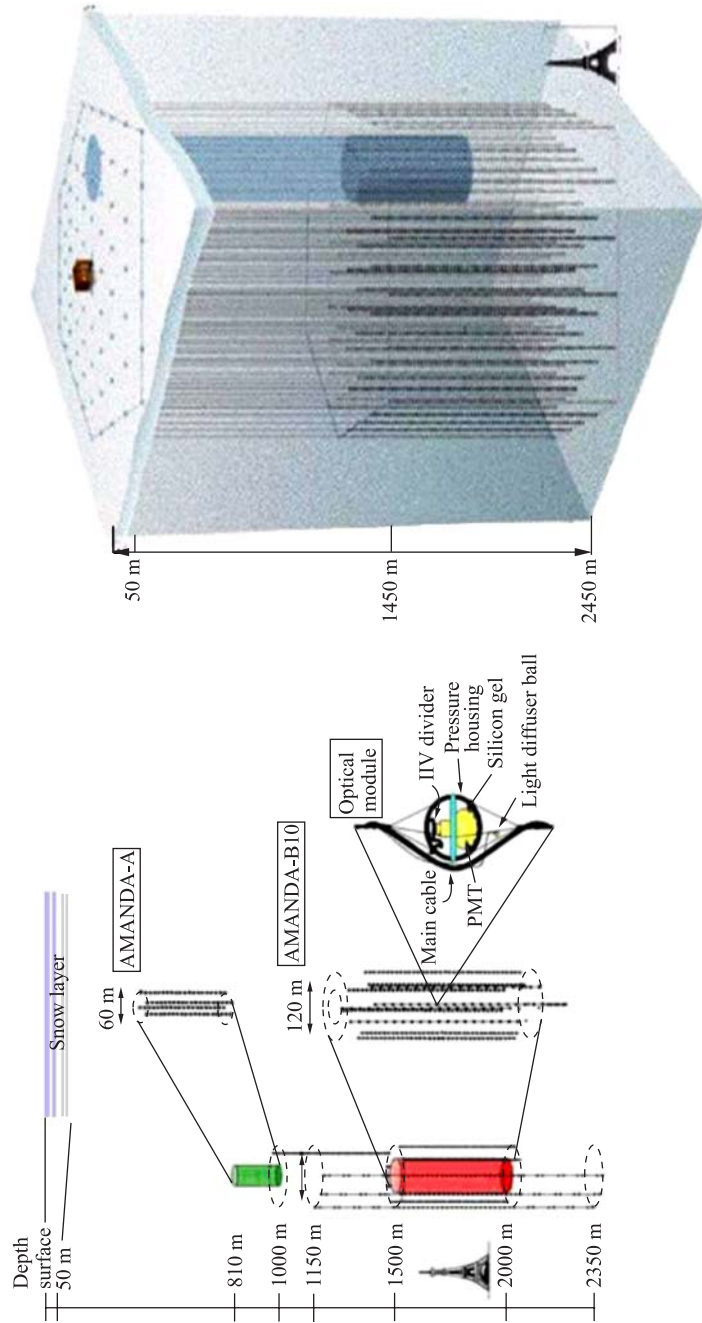 Depth
surface
50 m
810 m
1000 m
1150 m
1500 m
2000 m
2350 m
Snow layer
60 m
AMANDA-A
120 m
AMANDA-B10
Optical
module
Main cable
PMT
IIV divider
Pressure
housing
Silicon gel
Light diffuser ball
50 m
1450 m
2450 m